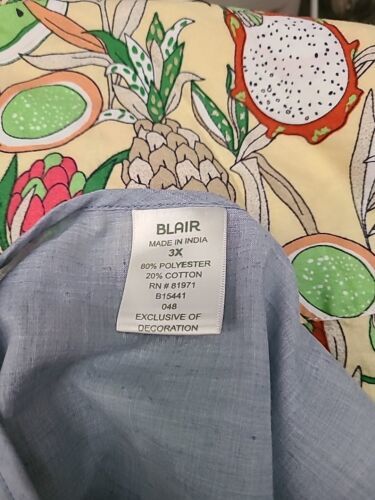 BLAIR
MADE IN INDIA
3X
80% POLYESTER
20% COTTON
RN # 81971
B15441
048
EXCLUSIVE OF
DECORATION